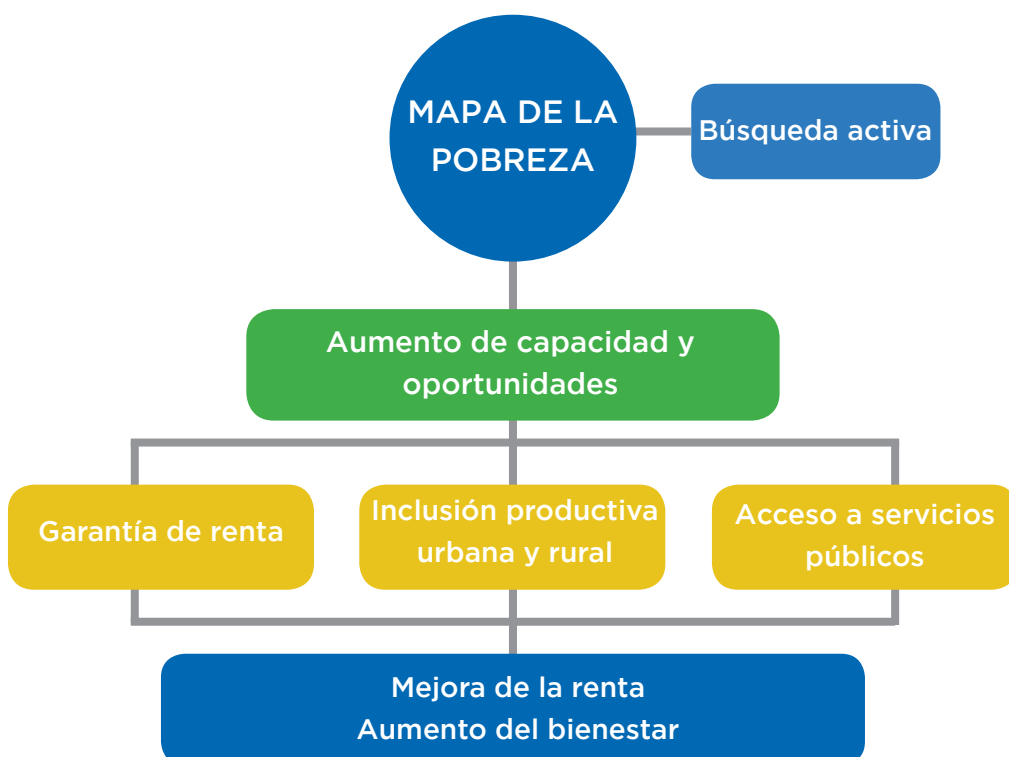 MAPA DE LA
POBREZA
Búsqueda activa
Aumento de capacidad y
oportunidades
Garantía de renta
Inclusión productiva
urbana y rural
Acceso a servicios
públicos
Mejora de la renta
Aumento del bienestar